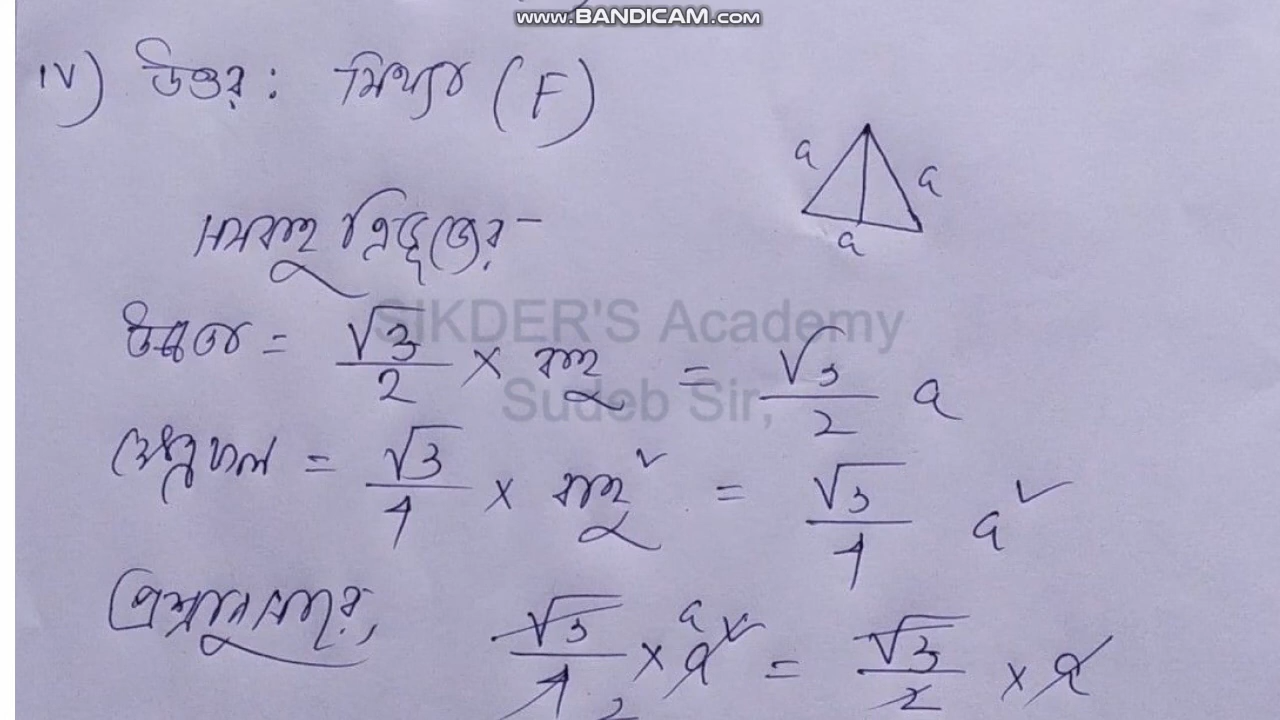 www.BANDICAM.com
IV) উত্তর: মিথ্যা (F)
a a
a
সমবাহু ত্রিভুজের-
SIKDER'S Academy
উচ্চতা = √3/2 × বাহু = √3/2 a
Sudeb Sir,
ক্ষেত্রফল = √3/4 × বাহু² = √3/4 a²
প্রশ্নানুসারে, √3/4 × a² = √3/2 × a
a
2